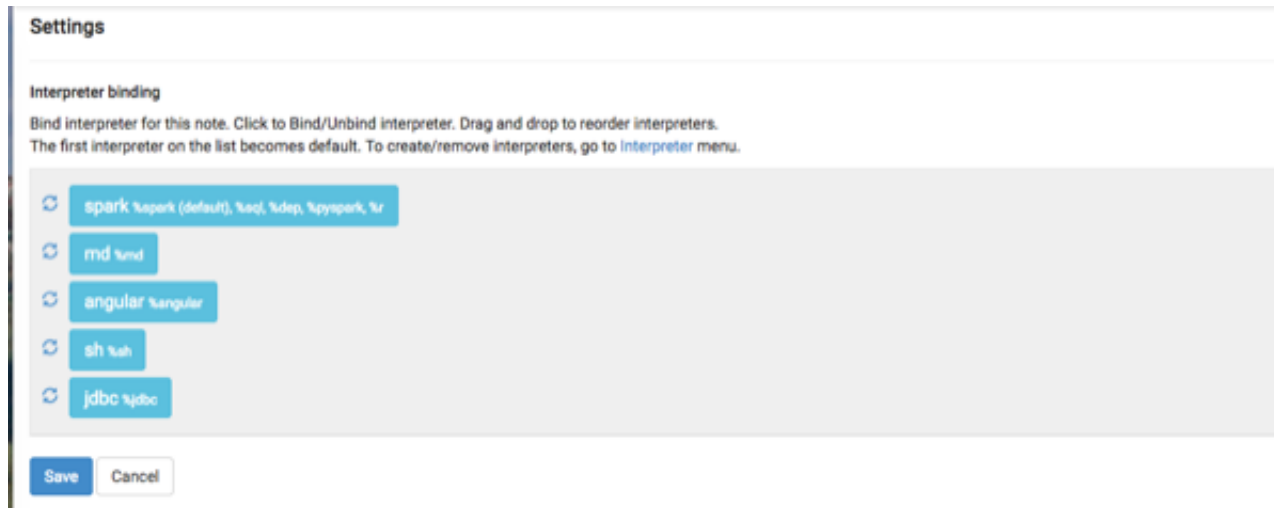 Settings
Interpreter binding
Bind interpreter for this note. Click to Bind/Unbind interpreter. Drag and drop to reorder interpreters.
The first interpreter on the list becomes default. To create/remove interpreters, go to Interpreter menu.
spark %spark (default), %sql, %dep, %pyspark, %r
md %md
angular %angular
sh %sh
jdbc %jdbc
Save Cancel